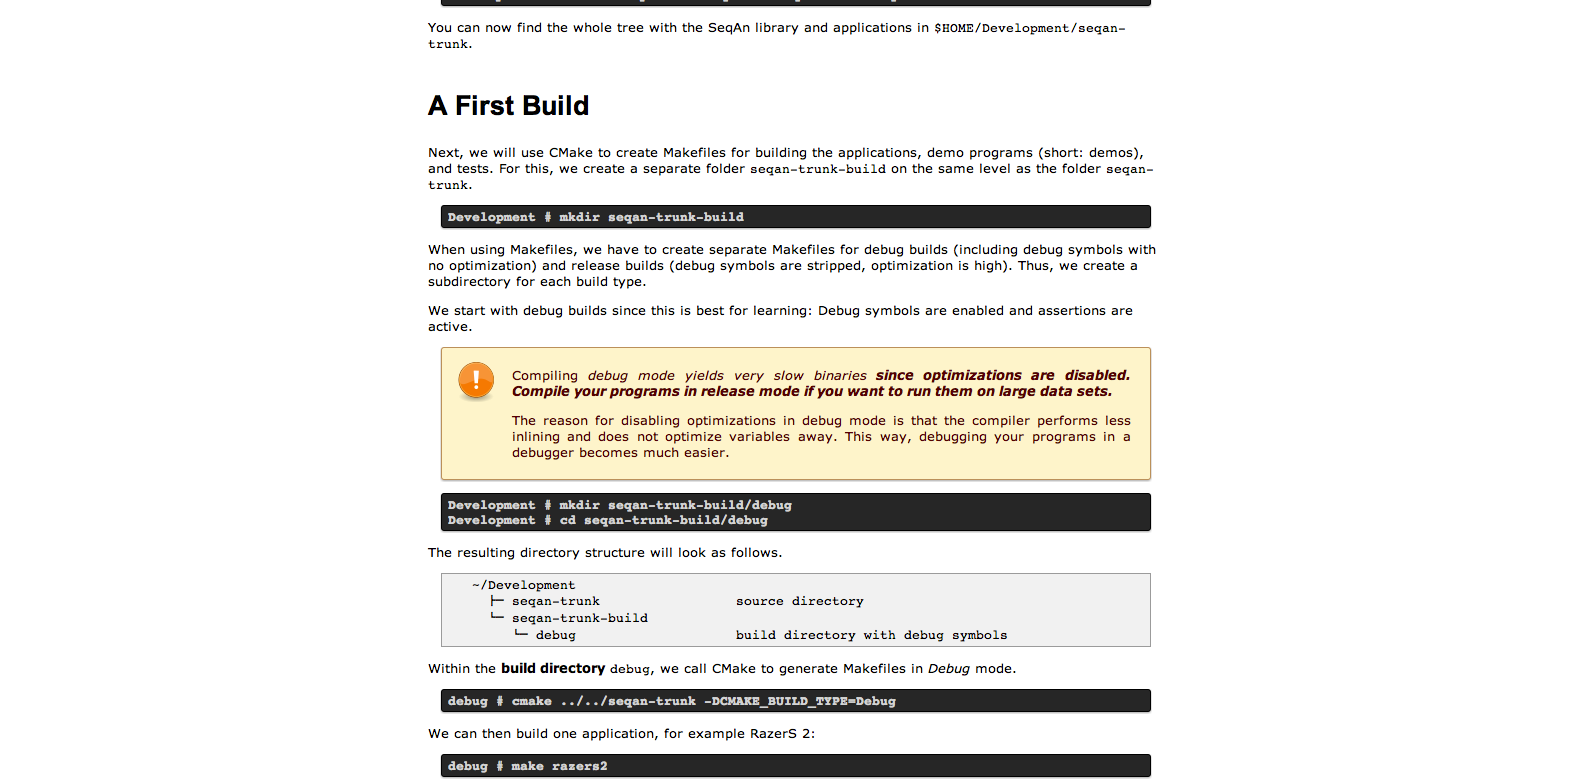 You can now find the whole tree with the SeqAn library and applications in $HOME/Development/seqan-
trunk.
A First Build
Next, we will use CMake to create Makefiles for building the applications, demo programs (short: demos),
and tests. For this, we create a separate folder seqan-trunk-build on the same level as the folder seqan-
trunk.
Development # mkdir seqan-trunk-build
When using Makefiles, we have to create separate Makefiles for debug builds (including debug symbols with
no optimization) and release builds (debug symbols are stripped, optimization is high). Thus, we create a
subdirectory for each build type.
We start with debug builds since this is best for learning: Debug symbols are enabled and assertions are
active.
Compiling debug mode yields very slow binaries since optimizations are disabled.
Compile your programs in release mode if you want to run them on large data sets.
The reason for disabling optimizations in debug mode is that the compiler performs less
inlining and does not optimize variables away. This way, debugging your programs in a
debugger becomes much easier.
Development # mkdir seqan-trunk-build/debug
Development # cd seqan-trunk-build/debug
The resulting directory structure will look as follows.
~/Development
├─ seqan-trunk source directory
└─ seqan-trunk-build
└─ debug build directory with debug symbols
Within the build directory debug, we call CMake to generate Makefiles in Debug mode.
debug # cmake ../../seqan-trunk -DCMAKE_BUILD_TYPE=Debug
We can then build one application, for example RazerS 2:
debug # make razers2